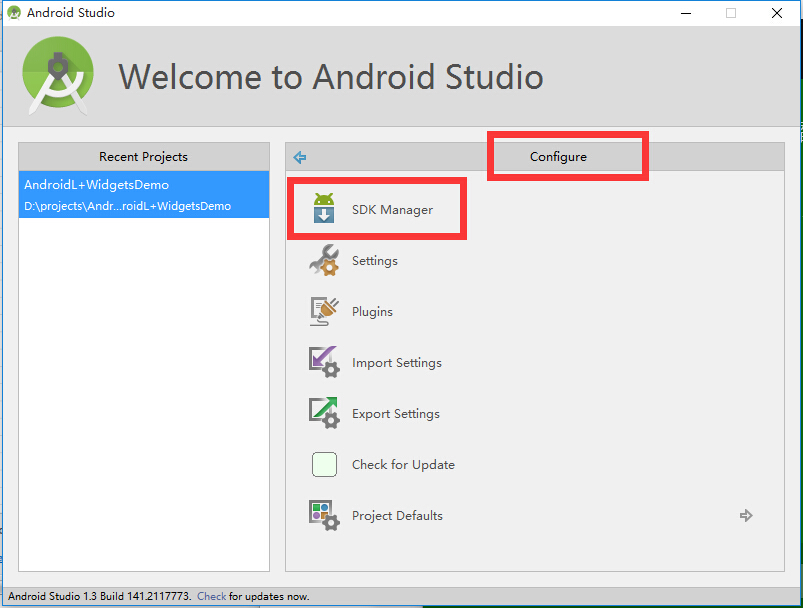 Android Studio
Welcome to Android Studio
Recent Projects
AndroidL+WidgetsDemo
D:\projects\Andr...roidL+WidgetsDemo
Configure
SDK Manager
Settings
Plugins
Import Settings
Export Settings
Check for Update
Project Defaults
Android Studio 1.3 Build 141.2117773. Check for updates now.